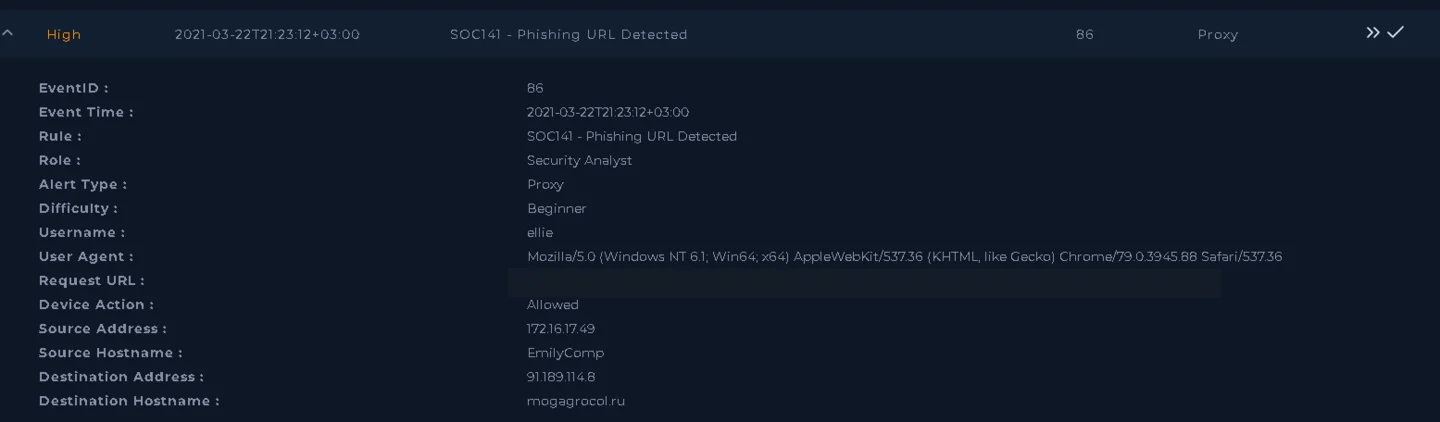 High 2021-03-22T21:23:12+03:00 SOC141 - Phishing URL Detected 86 Proxy
EventID : 86
Event Time : 2021-03-22T21:23:12+03:00
Rule : SOC141 - Phishing URL Detected
Role : Security Analyst
Alert Type : Proxy
Difficulty : Beginner
Username : ellie
User Agent : Mozilla/5.0 (Windows NT 6.1; Win64; x64) AppleWebKit/537.36 (KHTML, like Gecko) Chrome/79.0.3945.88 Safari/537.36
Request URL :
Device Action : Allowed
Source Address : 172.16.17.49
Source Hostname : EmilyComp
Destination Address : 91.189.114.8
Destination Hostname : mogagrocol.ru